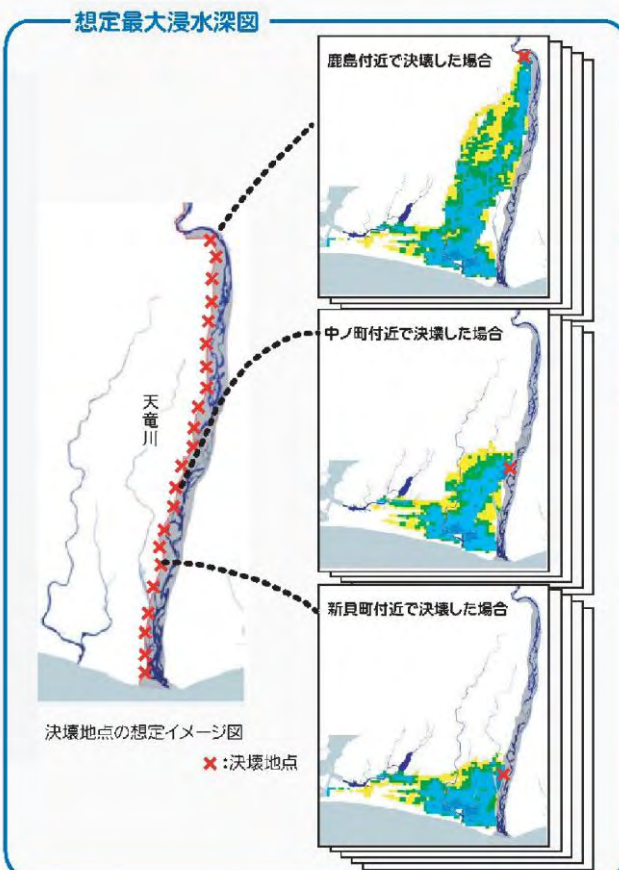 想定最大浸水深図
鹿島付近で決壊した場合
中ノ町付近で決壊した場合
天竜川
新貝町付近で決壊した場合
決壊地点の想定イメージ図
×:決壊地点